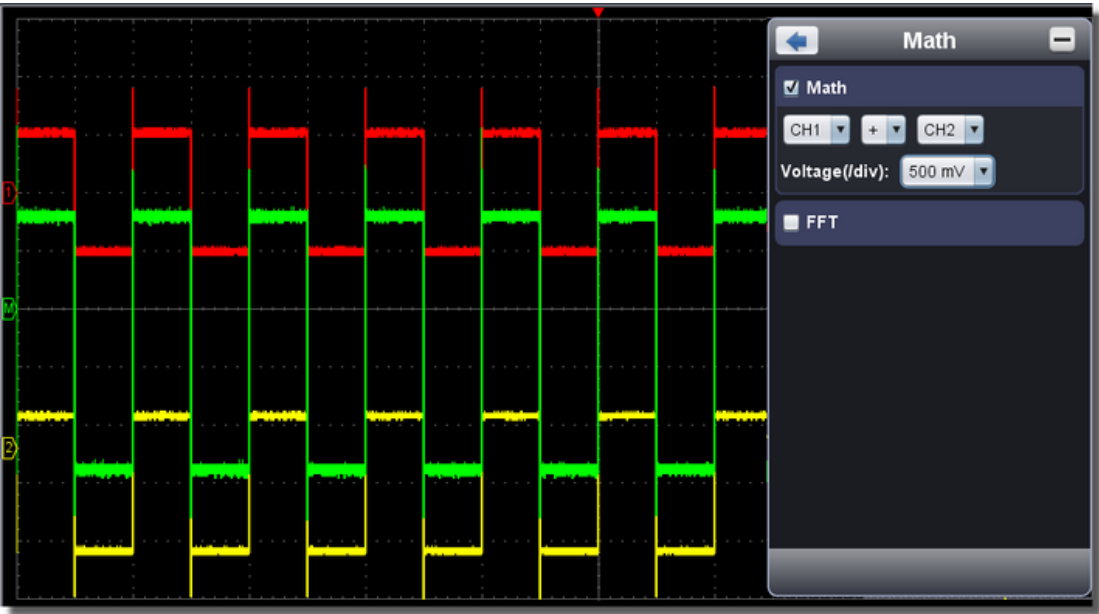 Math
Math
CH1 + CH2
Voltage(/div): 500 mV
FFT
1
M
2